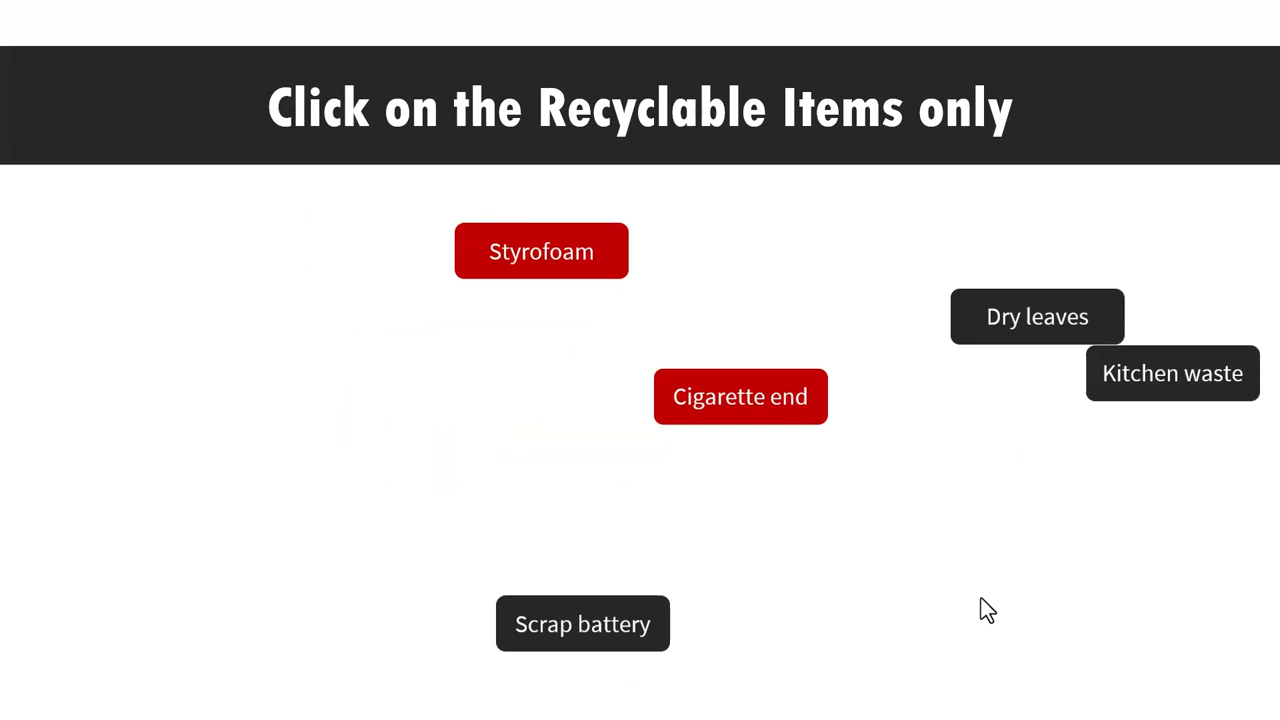 Click on the Recyclable Items only
Styrofoam
Dry leaves
Kitchen waste
Cigarette end
Scrap battery